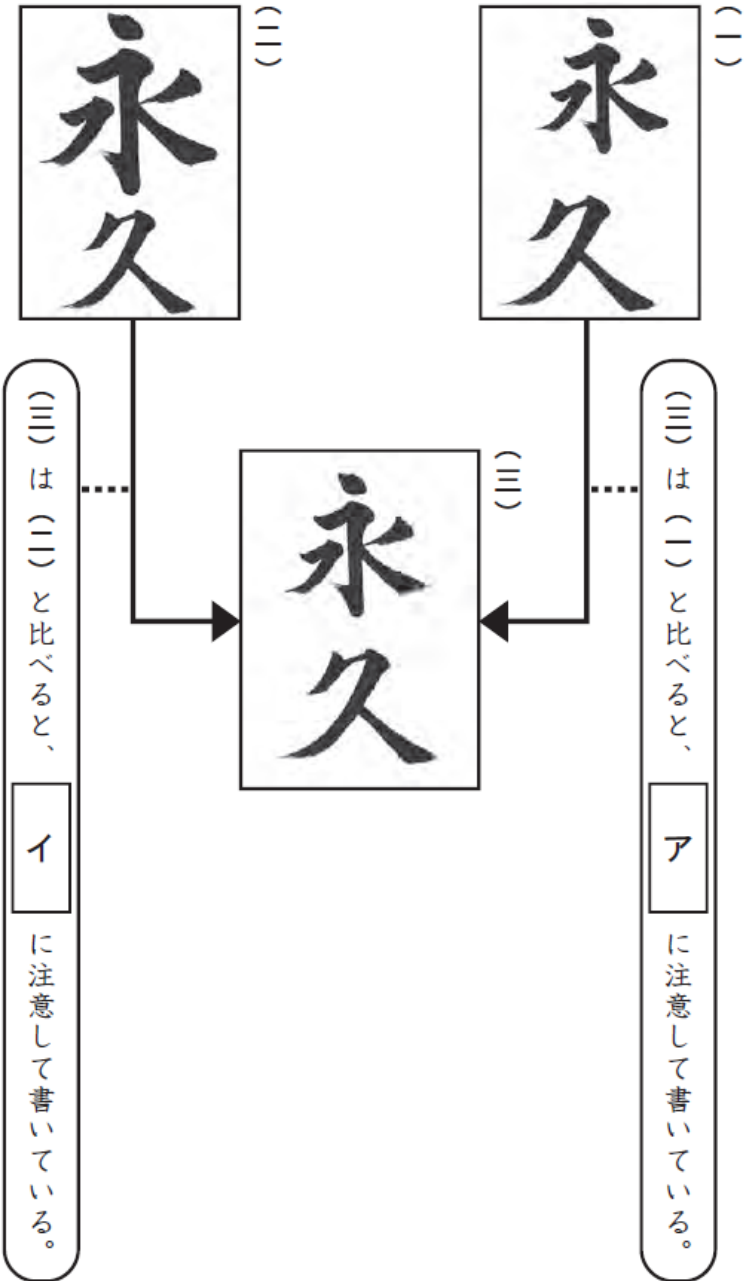 (一)
永久
(三)は(一)と比べると、
ア
に注意して書いている。
(三)
永久
(二)
永久
(三)は(二)と比べると、
イ
に注意して書いている。